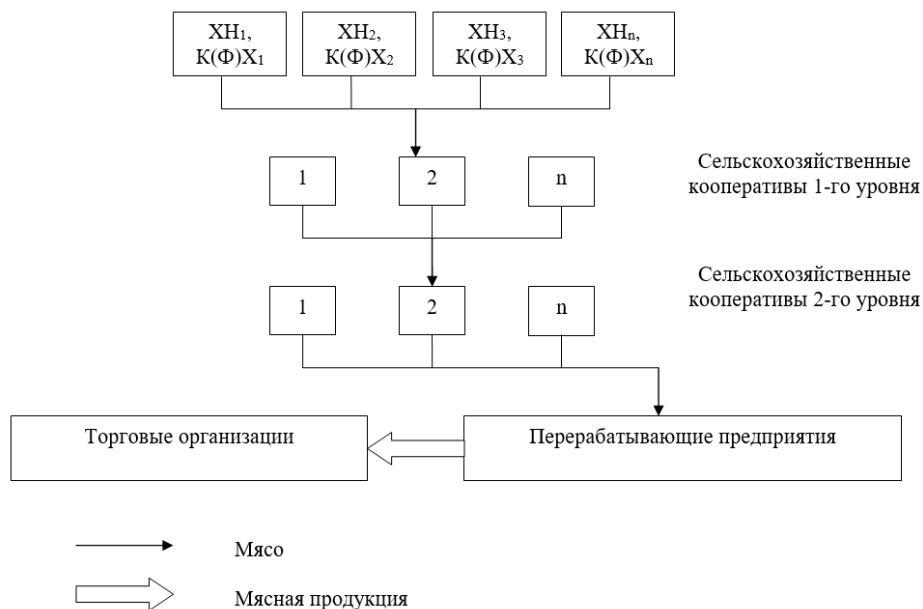 ХН₁,
К(Ф)Х₁
ХН₂,
К(Ф)Х₂
ХН₃,
К(Ф)Х₃
ХНₙ,
К(Ф)Хₙ
1
2
n
Сельскохозяйственные
кооперативы 1-го уровня
1
2
n
Сельскохозяйственные
кооперативы 2-го уровня
Торговые организации
Перерабатывающие предприятия
Мясо
Мясная продукция